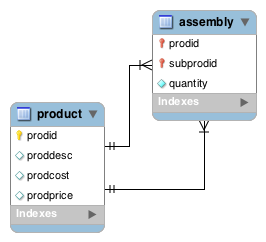 assembly
prodid
subprodid
quantity
Indexes
product
prodid
proddesc
prodcost
prodprice
Indexes